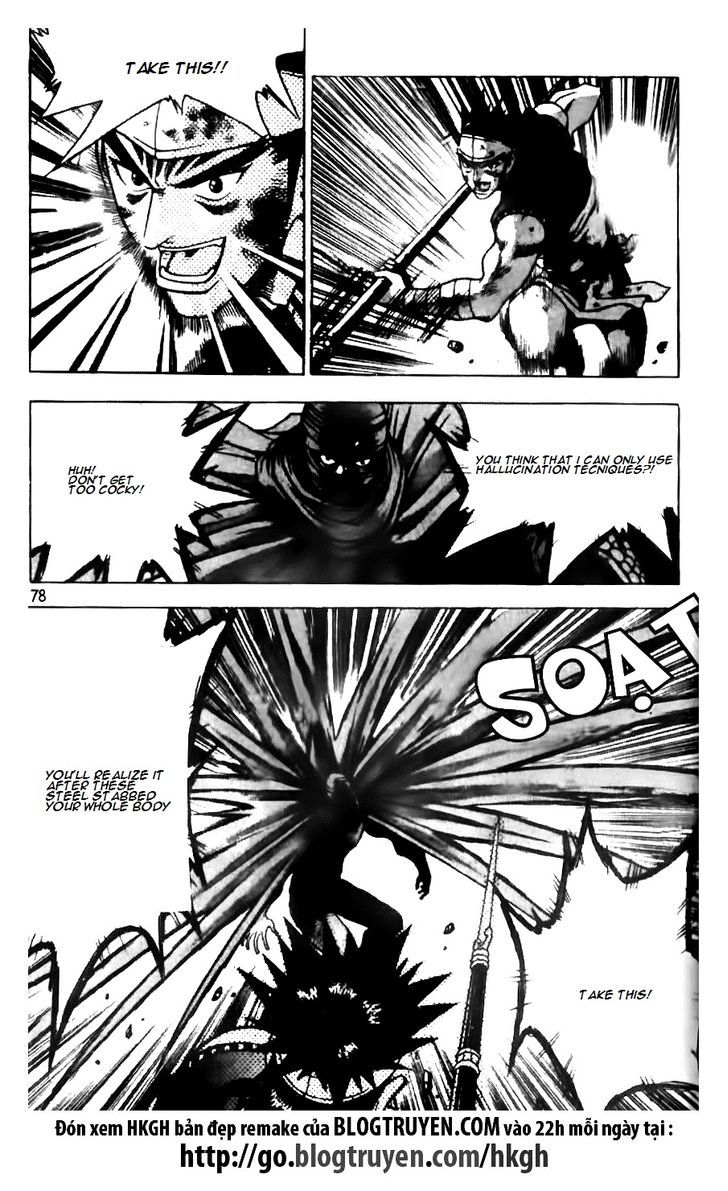 TAKE THIS!!
HUH!
DON'T GET
TOO COCKY!
YOU THINK THAT I CAN ONLY USE
HALLUCINATION TECNIQUES?!
78
SOẠT
YOU'LL REALIZE IT
AFTER THESE
STEEL STABBED
YOUR WHOLE BODY
TAKE THIS!
Đón xem HKGH bản đẹp remake của BLOGTRUYEN.COM vào 22h mỗi ngày tại :
http://go.blogtruyen.com/hkgh